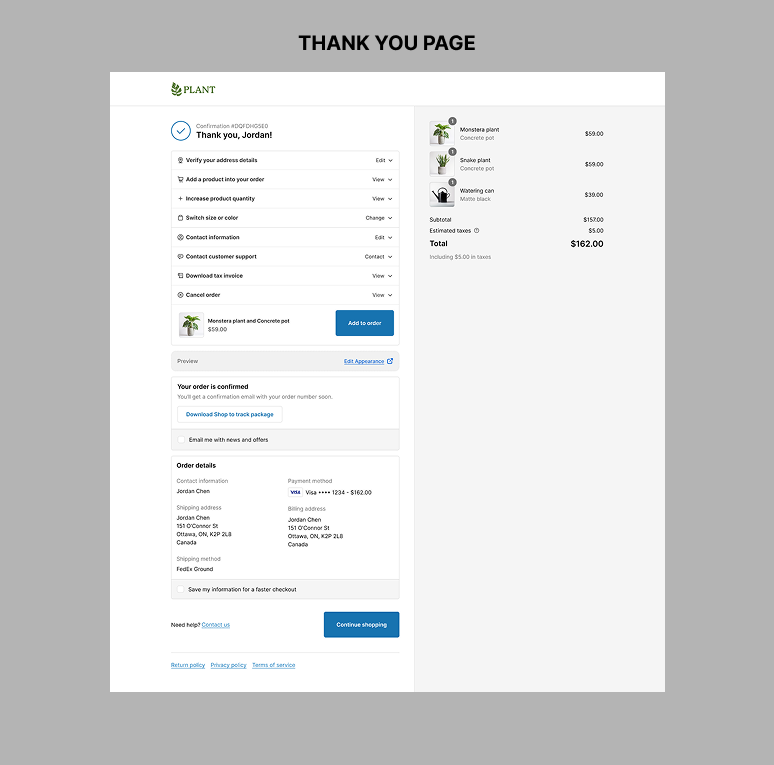 THANK YOU PAGE
PLANT
Confirmation #DQFDHGSE0
Thank you, Jordan!
Verify your address details Edit
Add a product into your order View
Increase product quantity View
Switch size or color Change
Contact information Edit
Contact customer support Contact
Download tax invoice View
Cancel order View
Monstera plant and Concrete pot
$59.00
Add to order
Preview Edit Appearance
Your order is confirmed
You'll get a confirmation email with your order number soon.
Download Shop to track package
Email me with news and offers
Order details
Contact information
Jordan Chen
Payment method
VISA Visa •••• 1234 - $162.00
Shipping address
Jordan Chen
151 O'Connor St
Ottawa, ON, K2P 2L8
Canada
Billing address
Jordan Chen
151 O'Connor St
Ottawa, ON, K2P 2L8
Canada
Shipping method
FedEx Ground
Save my information for a faster checkout
Need help? Contact us
Continue shopping
Return policy Privacy policy Terms of service
1
Monstera plant
Concrete pot
$59.00
1
Snake plant
Concrete pot
$59.00
1
Watering can
Matte black
$39.00
Subtotal $157.00
Estimated taxes $5.00
Total $162.00
Including $5.00 in taxes